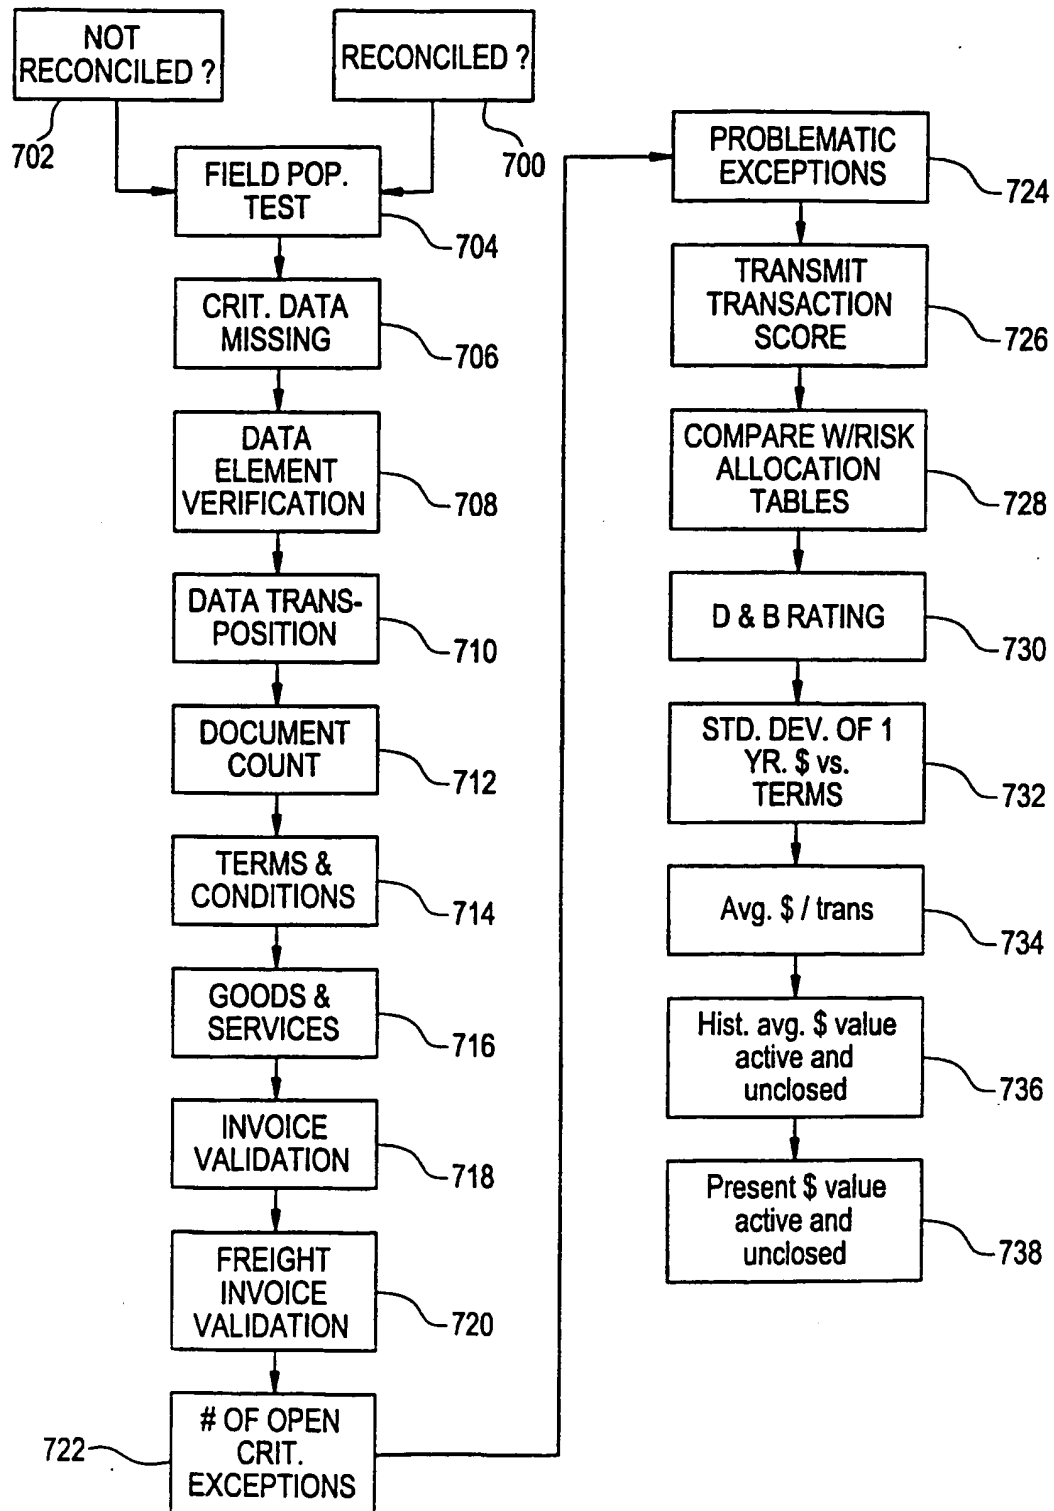 NOT
RECONCILED ?
702
RECONCILED ?
700
FIELD POP.
TEST
704
CRIT. DATA
MISSING
706
DATA
ELEMENT
VERIFICATION
708
DATA TRANS-
POSITION
710
DOCUMENT
COUNT
712
TERMS &
CONDITIONS
714
GOODS &
SERVICES
716
INVOICE
VALIDATION
718
FREIGHT
INVOICE
VALIDATION
720
# OF OPEN
CRIT.
EXCEPTIONS
722
PROBLEMATIC
EXCEPTIONS
724
TRANSMIT
TRANSACTION
SCORE
726
COMPARE W/RISK
ALLOCATION
TABLES
728
D & B RATING
730
STD. DEV. OF 1
YR. $ vs.
TERMS
732
Avg. $ / trans
734
Hist. avg. $ value
active and
unclosed
736
Present $ value
active and
unclosed
738